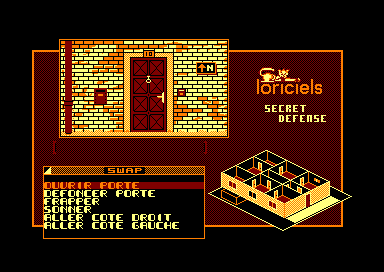 10
N
loriciels
SECRET
DEFENSE
SWAP
OUVRIR PORTE
DEFONCER PORTE
FRAPPER
SONNER
ALLER COTE DROIT
ALLER COTE GAUCHE